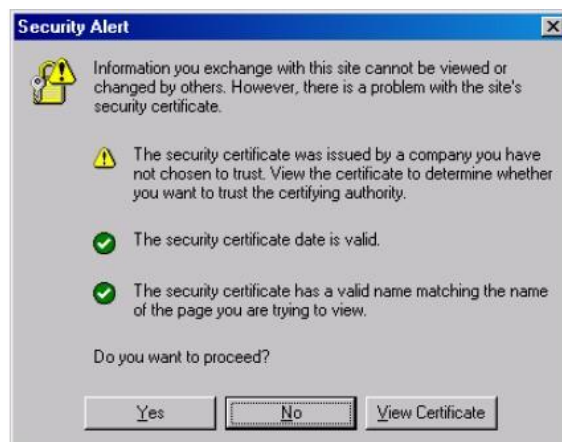 Security Alert
Information you exchange with this site cannot be viewed or
changed by others. However, there is a problem with the site's
security certificate.
The security certificate was issued by a company you have
not chosen to trust. View the certificate to determine whether
you want to trust the certifying authority.
The security certificate date is valid.
The security certificate has a valid name matching the name
of the page you are trying to view.
Do you want to proceed?
Yes No View Certificate